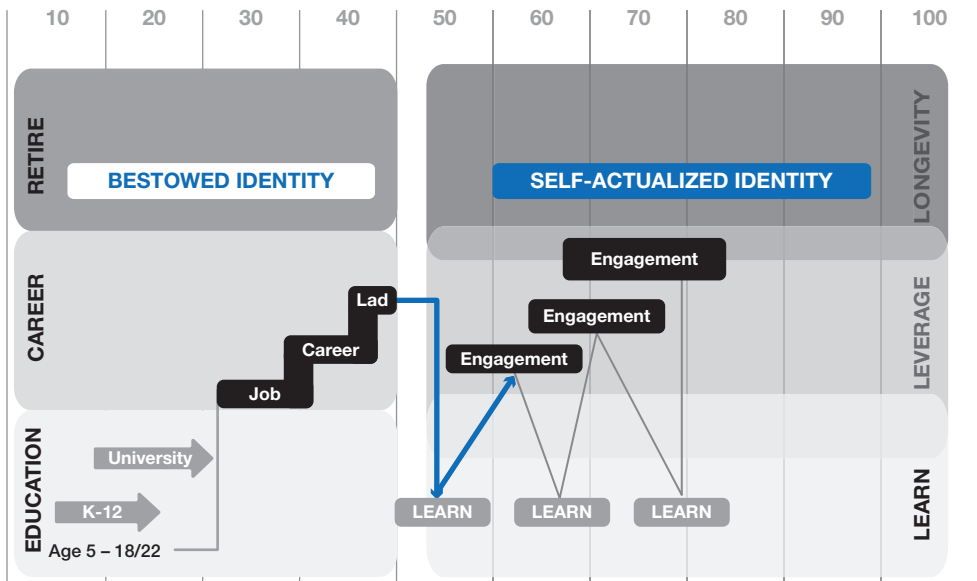 10 20 30 40 50 60 70 80 90 100
RETIRE
BESTOWED IDENTITY
SELF-ACTUALIZED IDENTITY
LONGEVITY
CAREER
Engagement
Lad
Engagement
Career
Engagement
Job
LEVERAGE
EDUCATION
University
K-12
LEARN
LEARN
LEARN
LEARN
Age 5 – 18/22